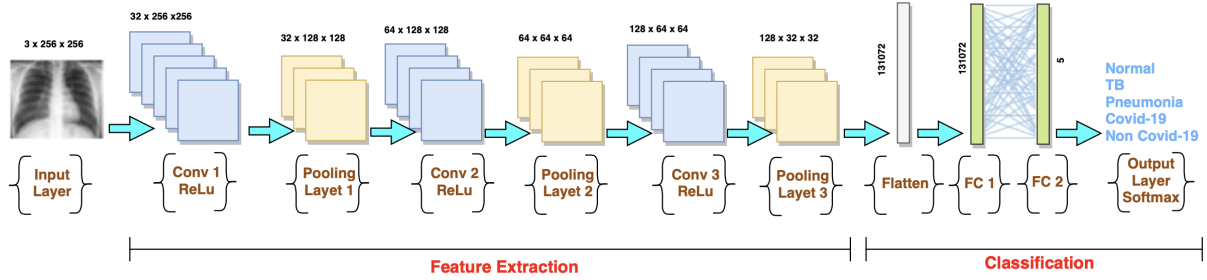 3 x 256 x 256
32 x 256 x256
32 x 128 x 128
64 x 128 x 128
64 x 64 x 64
128 x 64 x 64
128 x 32 x 32
131072
131072
5
Normal
TB
Pneumonia
Covid-19
Non Covid-19
Input
Layer
Conv 1
ReLu
Pooling
Layet 1
Conv 2
ReLu
Pooling
Layet 2
Conv 3
ReLu
Pooling
Layet 3
Flatten
FC 1
FC 2
Output
Layer
Softmax
Feature Extraction
Classification